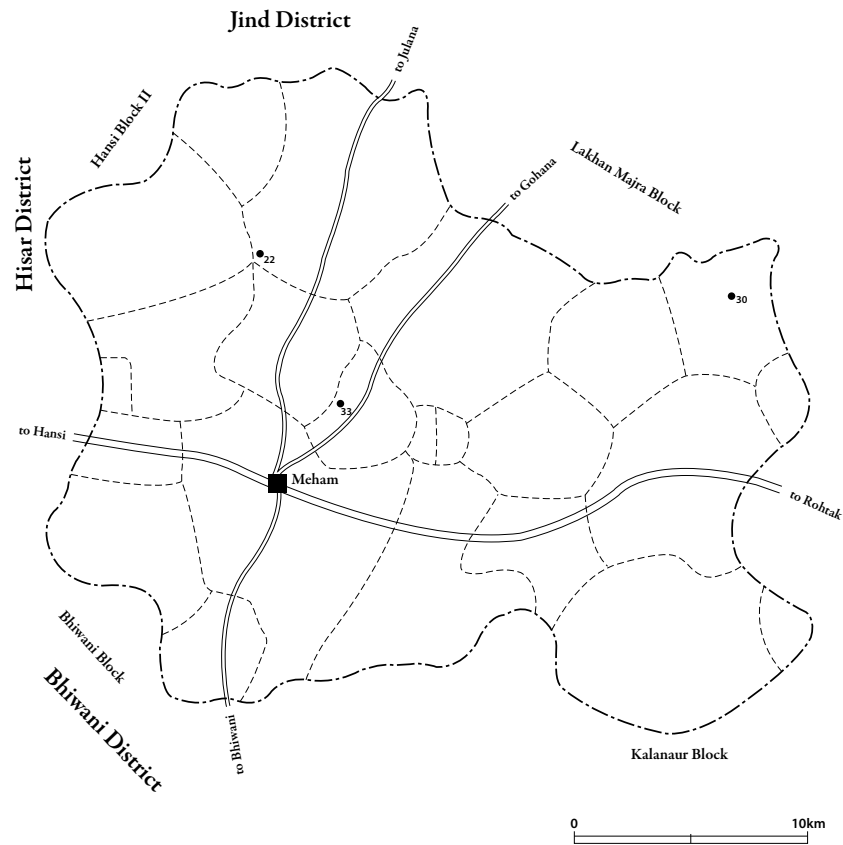 Jind District
to Julana
Hansi Block II
Lakhan Majra Block
to Gohana
Hisar District
22
30
33
to Hansi
Meham
to Rohtak
Bhiwani Block
Bhiwani District
to Bhiwani
Kalanaur Block
0 10km